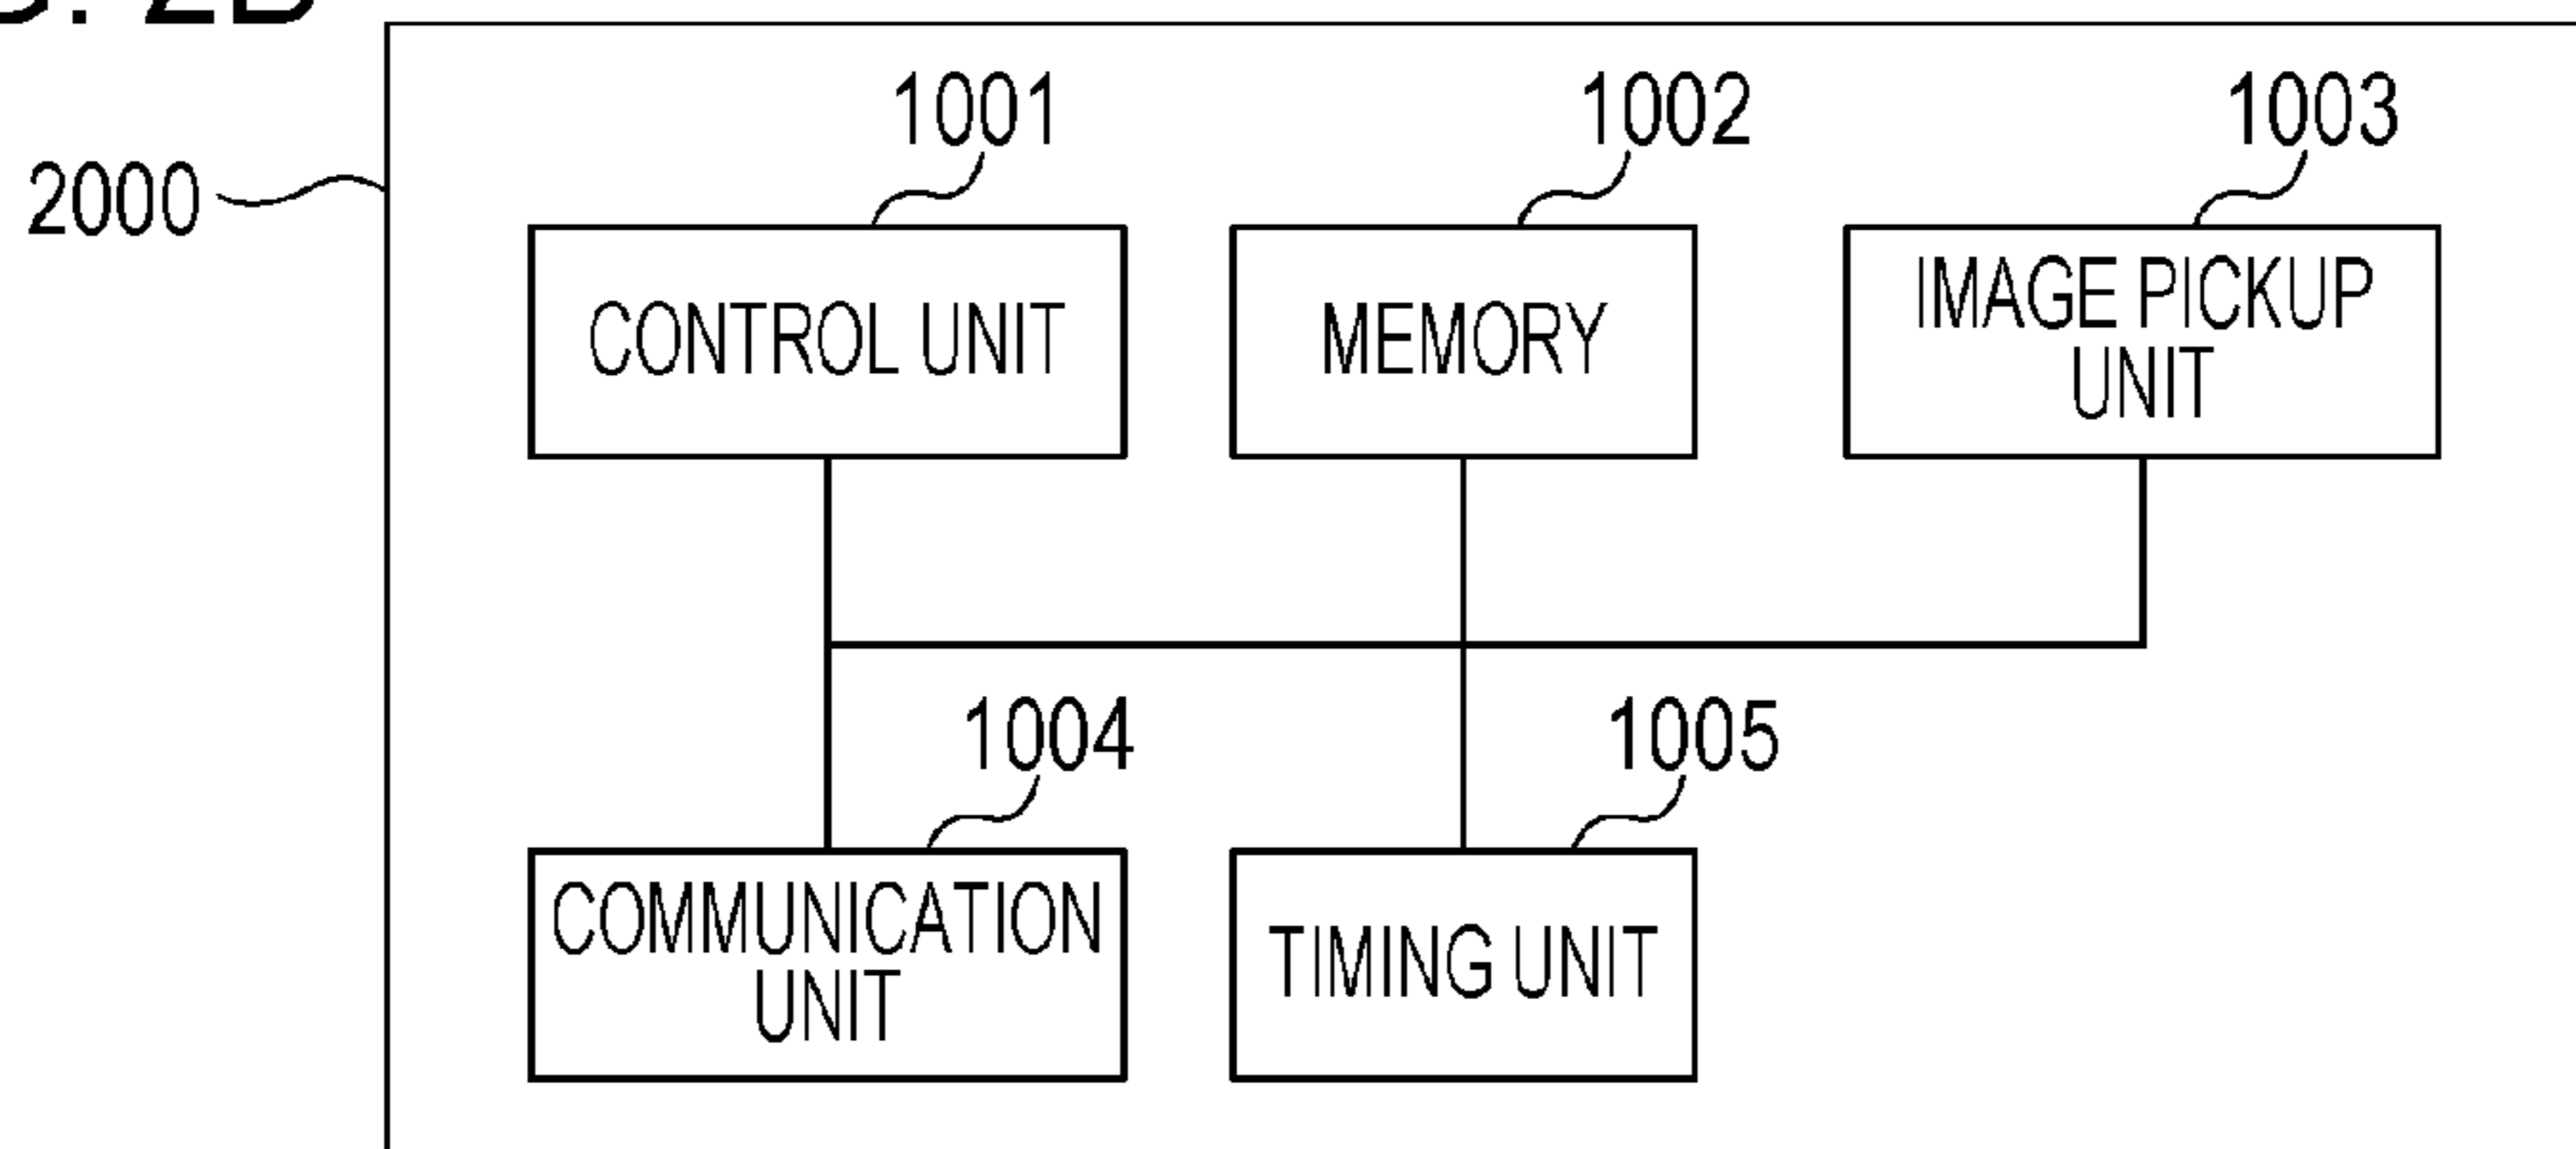 1001
1002
1003
2000
CONTROL UNIT
MEMORY
IMAGE PICKUP
UNIT
1004
1005
COMMUNICATION
UNIT
TIMING UNIT